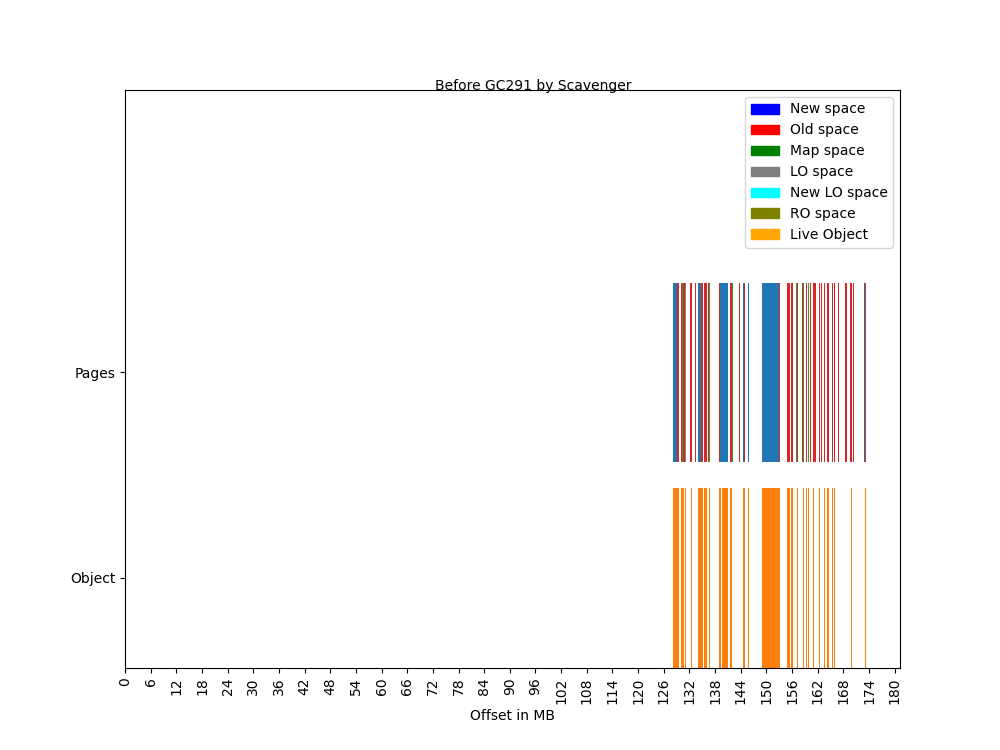 Before GC291 by Scavenger
New space
Old space
Map space
LO space
New LO space
RO space
Live Object
Pages
Object
0 6 12 18 24 30 36 42 48 54 60 66 72 78 84 90 96 102 108 114 120 126 132 138 144 150 156 162 168 174 180
Offset in MB